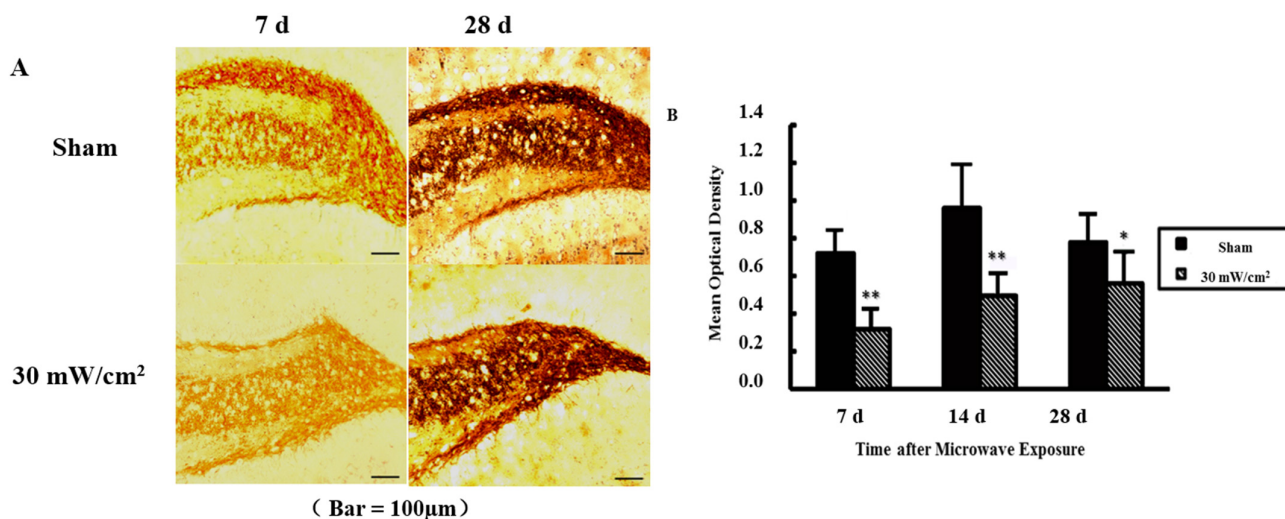 7 d 28 d
A
Sham
30 mW/cm²
( Bar = 100μm )
B
Mean Optical Density
1.4
1.2
1.0
0.8
0.6
0.4
0.2
0.0
**
**
*
7 d 14 d 28 d
Time after Microwave Exposure
Sham
30 mW/cm²